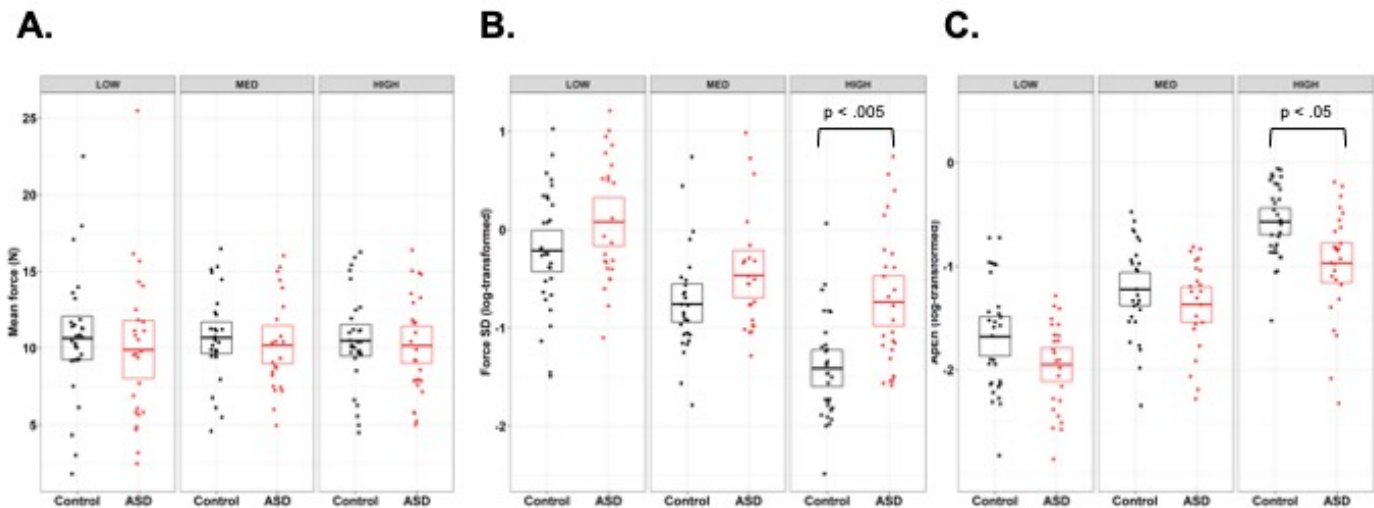 A.
B.
C.
LOW MED HIGH
Mean force (N)
25
20
15
10
5
Control ASD Control ASD Control ASD
LOW MED HIGH
p < .005
Force SD (log-transformed)
1
0
-1
-2
Control ASD Control ASD Control ASD
LOW MED HIGH
p < .05
ApEn (log-transformed)
0
-1
-2
Control ASD Control ASD Control ASD